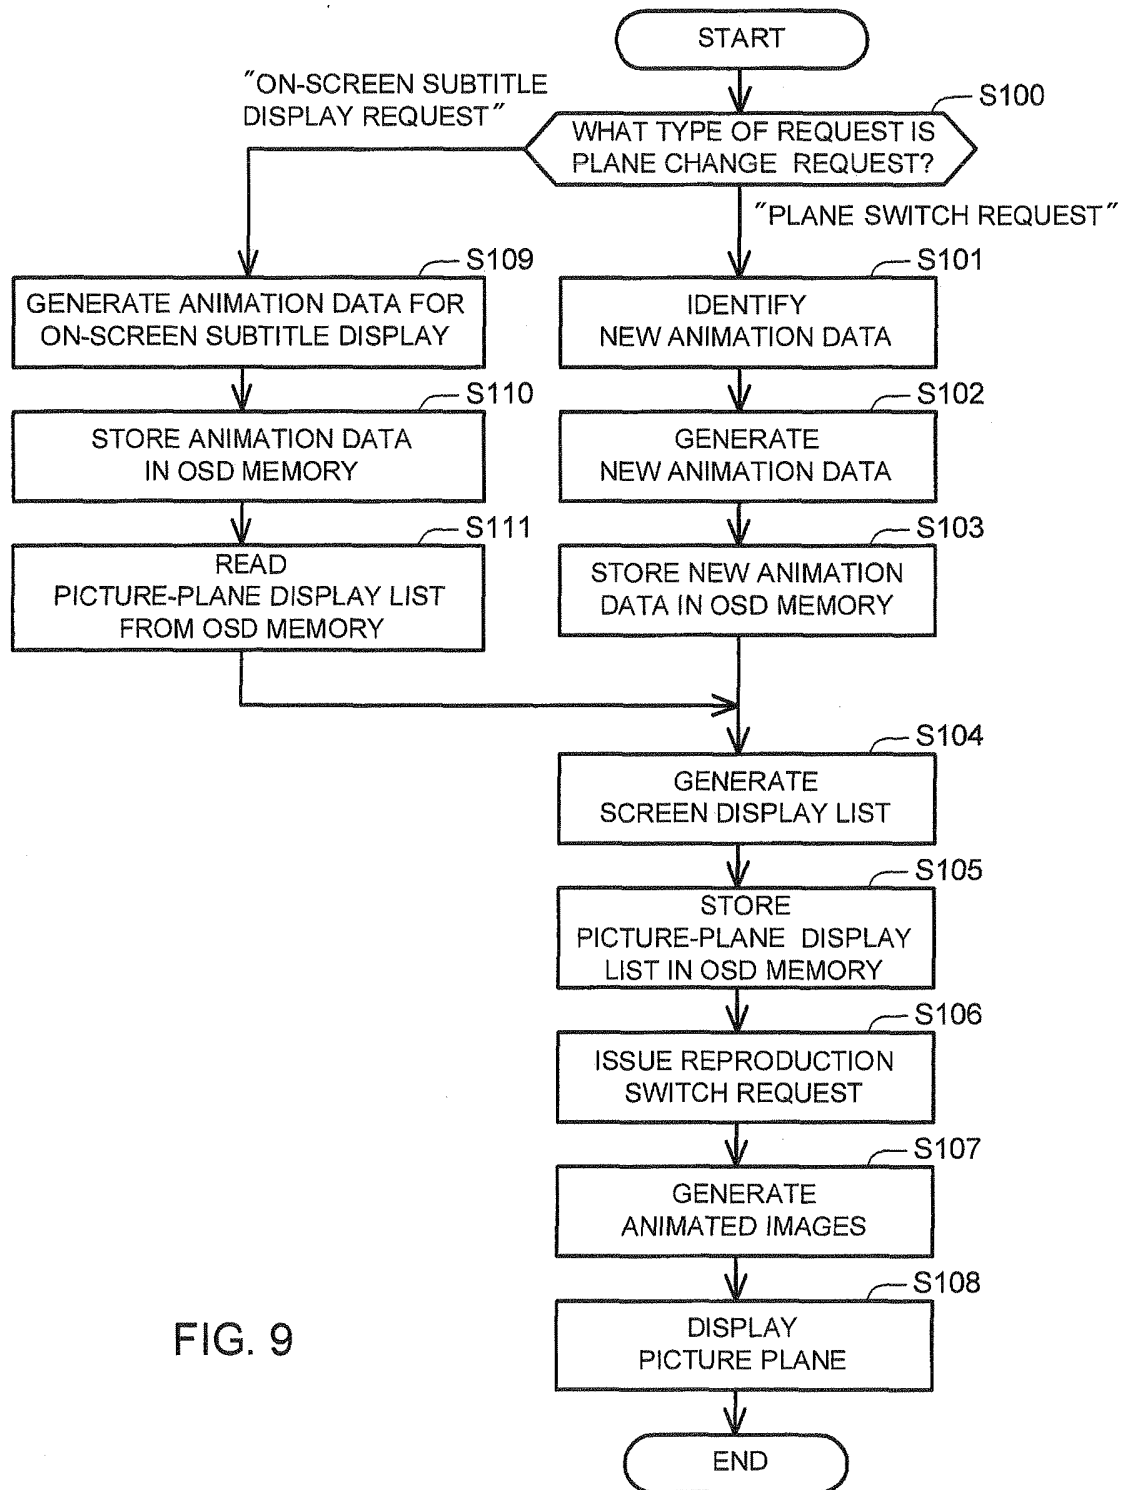 START
"ON-SCREEN SUBTITLE
DISPLAY REQUEST"
S100
WHAT TYPE OF REQUEST IS
PLANE CHANGE REQUEST?
"PLANE SWITCH REQUEST"
S109
GENERATE ANIMATION DATA FOR
ON-SCREEN SUBTITLE DISPLAY
S101
IDENTIFY
NEW ANIMATION DATA
S110
STORE ANIMATION DATA
IN OSD MEMORY
S102
GENERATE
NEW ANIMATION DATA
S111
READ
PICTURE-PLANE DISPLAY LIST
FROM OSD MEMORY
S103
STORE NEW ANIMATION
DATA IN OSD MEMORY
S104
GENERATE
SCREEN DISPLAY LIST
S105
STORE
PICTURE-PLANE DISPLAY
LIST IN OSD MEMORY
S106
ISSUE REPRODUCTION
SWITCH REQUEST
S107
GENERATE
ANIMATED IMAGES
S108
DISPLAY
PICTURE PLANE
END
FIG. 9